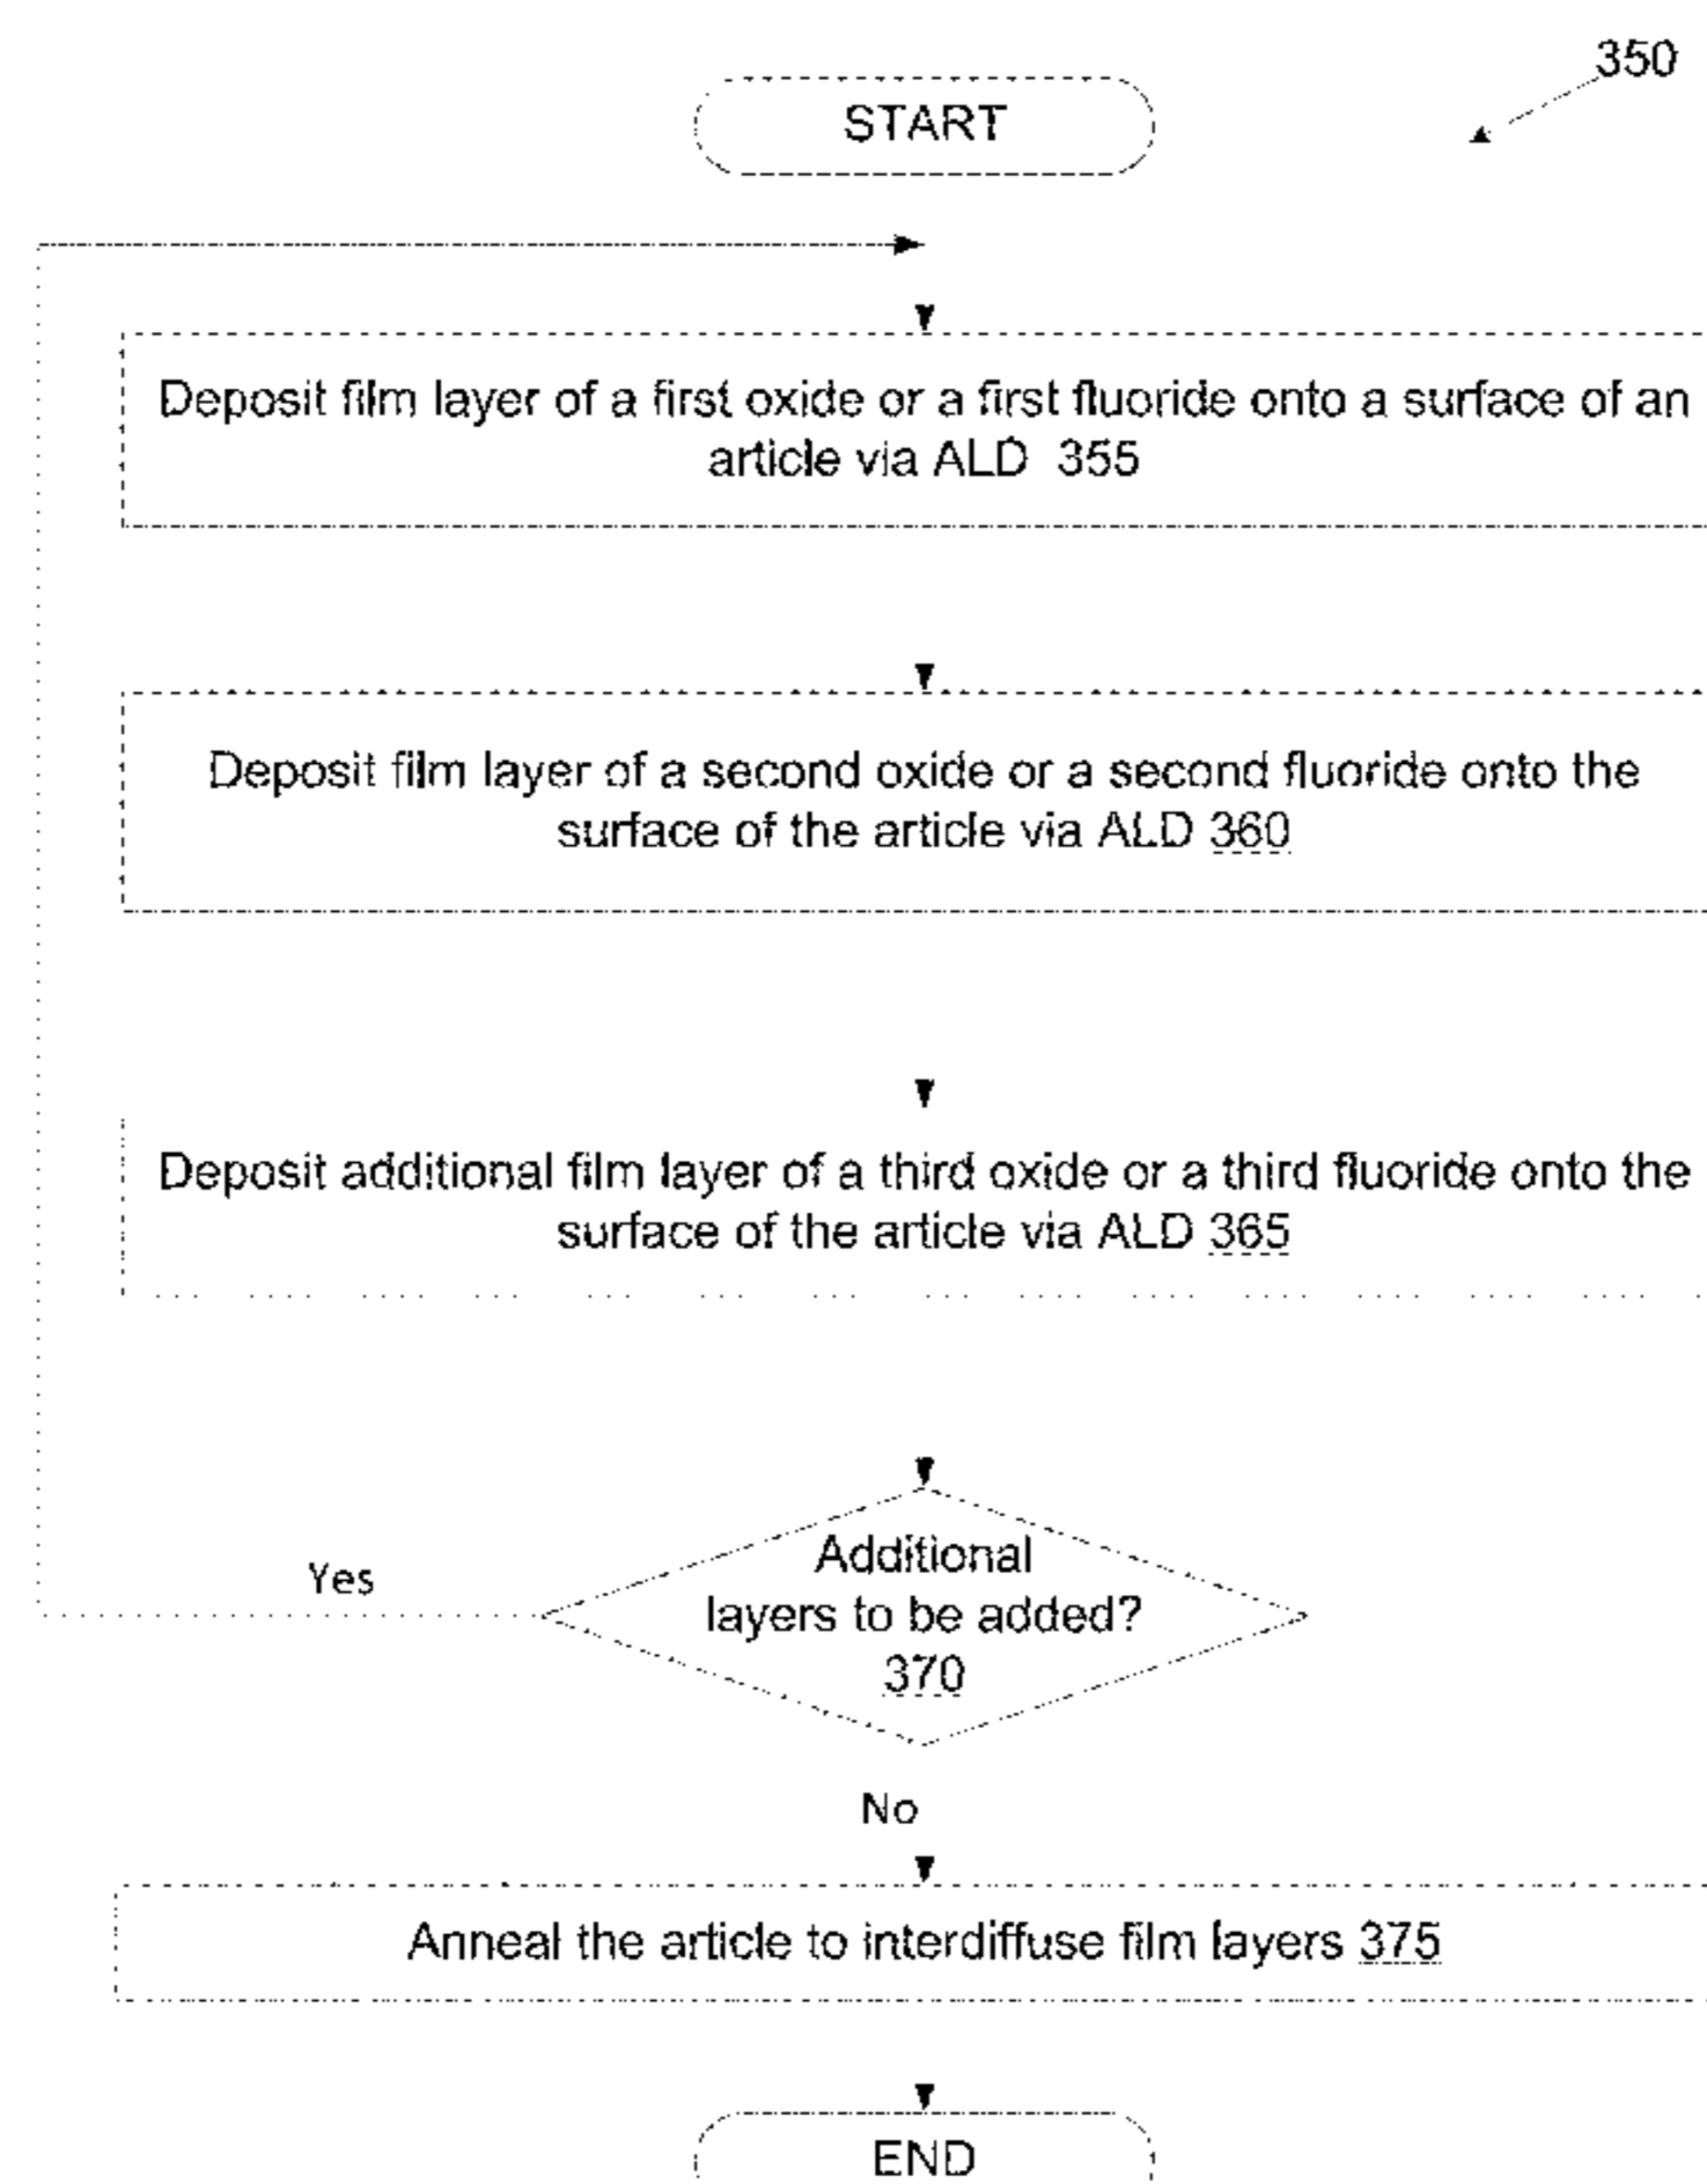 350
START
Deposit film layer of a first oxide or a first fluoride onto a surface of an
article via ALD 355
Deposit film layer of a second oxide or a second fluoride onto the
surface of the article via ALD 360
Deposit additional film layer of a third oxide or a third fluoride onto the
surface of the article via ALD 365
Additional
layers to be added?
370
Yes
No
Anneal the article to interdiffuse film layers 375
END